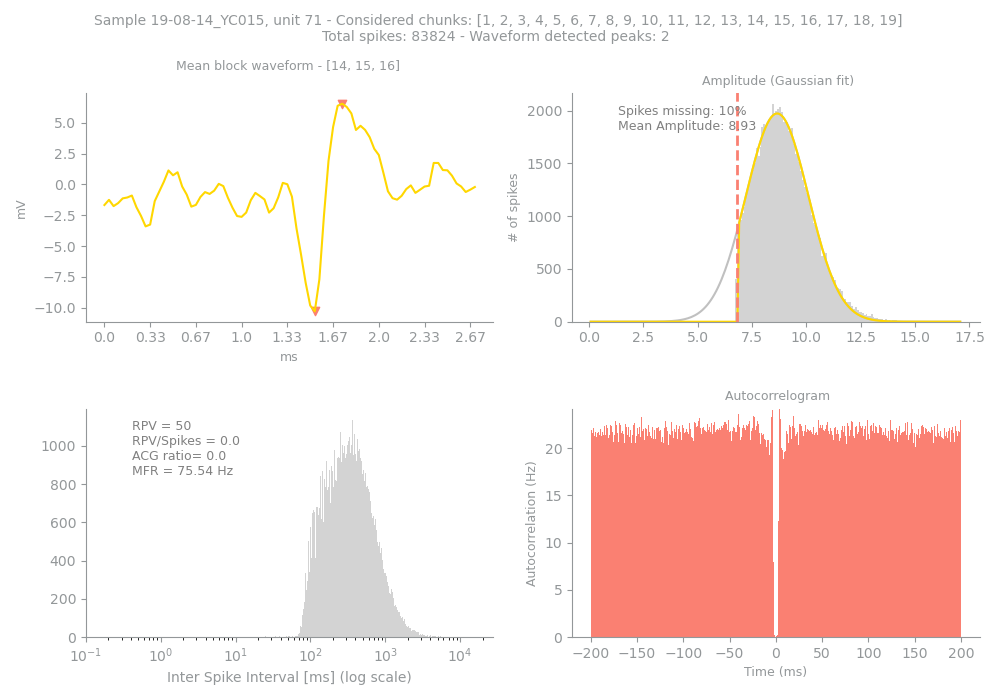 Sample 19-08-14_YC015, unit 71 - Considered chunks: [1, 2, 3, 4, 5, 6, 7, 8, 9, 10, 11, 12, 13, 14, 15, 16, 17, 18, 19]
Total spikes: 83824 - Waveform detected peaks: 2
Mean block waveform - [14, 15, 16]
mV
5.0
2.5
0.0
−2.5
−5.0
−7.5
−10.0
0.0 0.33 0.67 1.0 1.33 1.67 2.0 2.33 2.67
ms
Amplitude (Gaussian fit)
Spikes missing: 10%
Mean Amplitude: 8.93
# of spikes
2000
1500
1000
500
0
0.0 2.5 5.0 7.5 10.0 12.5 15.0 17.5
RPV = 50
RPV/Spikes = 0.0
ACG ratio= 0.0
MFR = 75.54 Hz
1000
800
600
400
200
0
10⁻¹ 10⁰ 10¹ 10² 10³ 10⁴
Inter Spike Interval [ms] (log scale)
Autocorrelogram
Autocorrelation (Hz)
20
15
10
5
0
−200 −150 −100 −50 0 50 100 150 200
Time (ms)